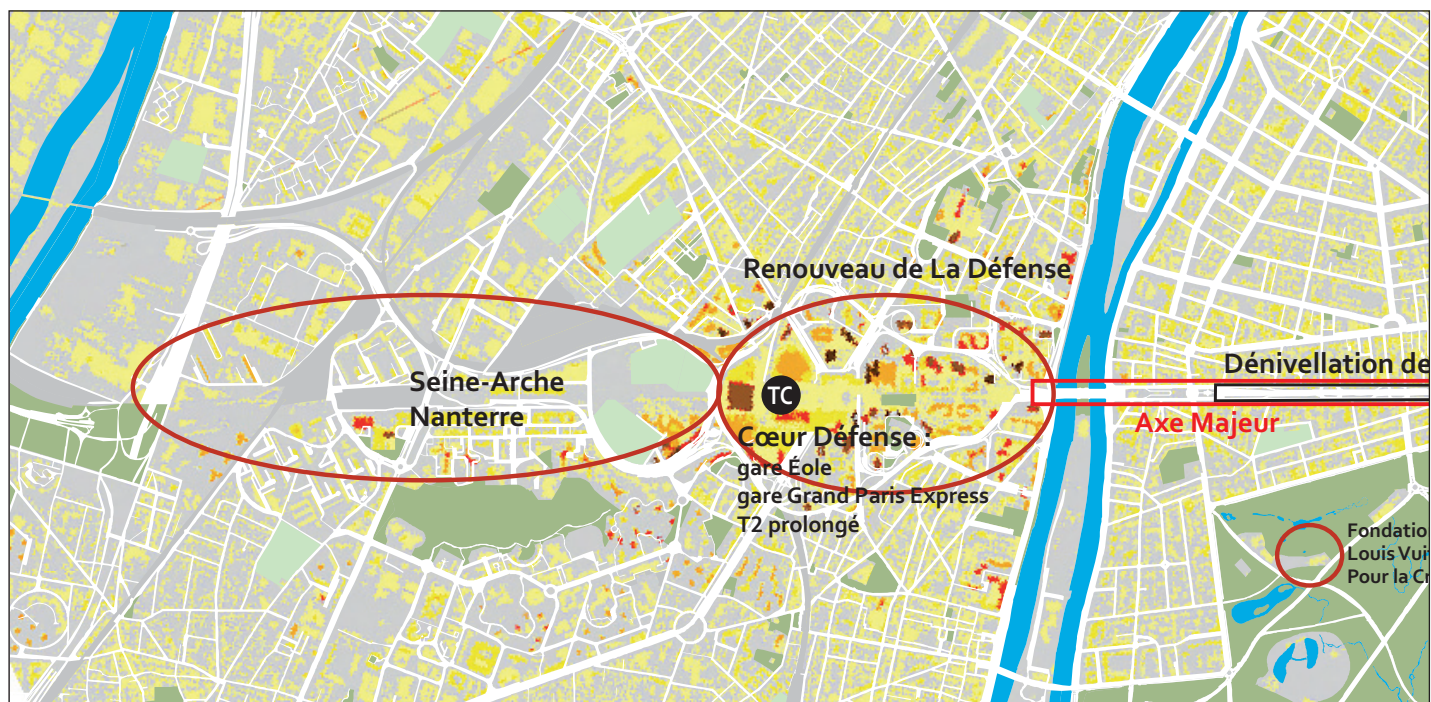 Renouveau de La Défense
Seine-Arche
Nanterre
TC
Cœur Défense :
gare Éole
gare Grand Paris Express
T2 prolongé
Dénivellation de
Axe Majeur
Fondatio
Louis Vui
Pour la Cr